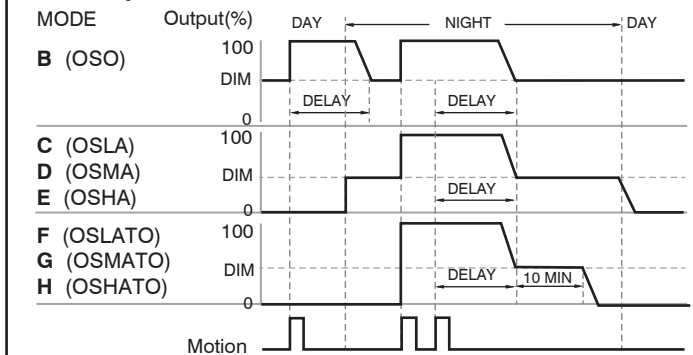 MODE Output(%) DAY NIGHT DAY
100
B (OSO)
DIM
DELAY DELAY
0
C (OSLA) 100
D (OSMA) DIM
E (OSHA) DELAY
0
F (OSLATO) 100
G (OSMATO) DIM
DELAY 10 MIN
H (OSHATO) 0
Motion